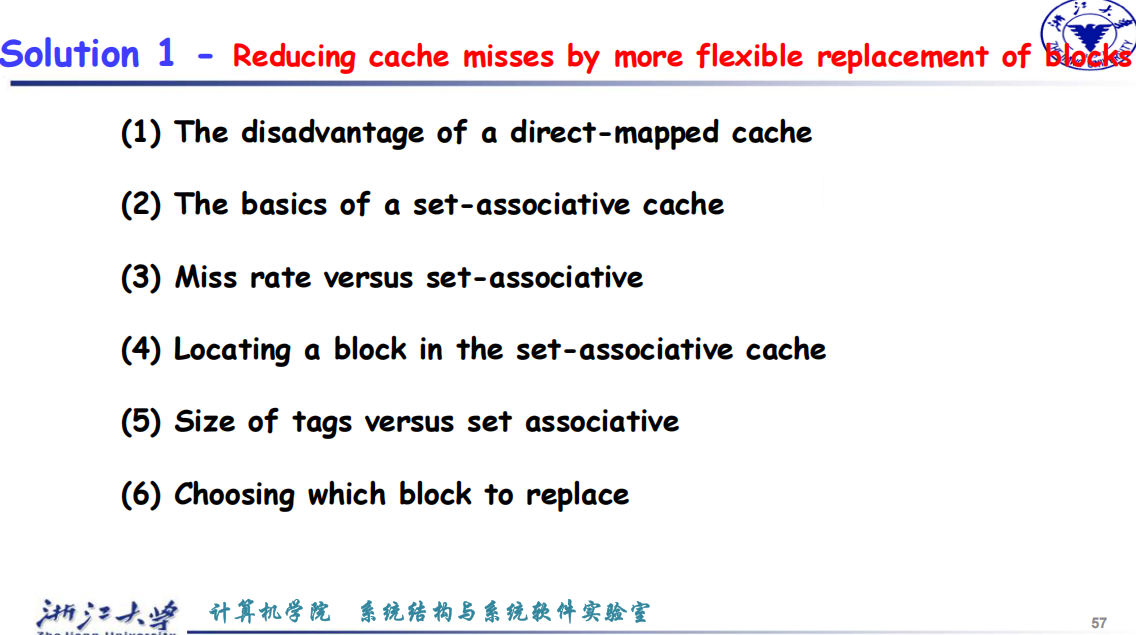 Solution 1 - Reducing cache misses by more flexible replacement of blocks
(1) The disadvantage of a direct-mapped cache
(2) The basics of a set-associative cache
(3) Miss rate versus set-associative
(4) Locating a block in the set-associative cache
(5) Size of tags versus set associative
(6) Choosing which block to replace
浙江大学
Zhe Jiang University
计算机学院 系统结构与系统软件实验室
57